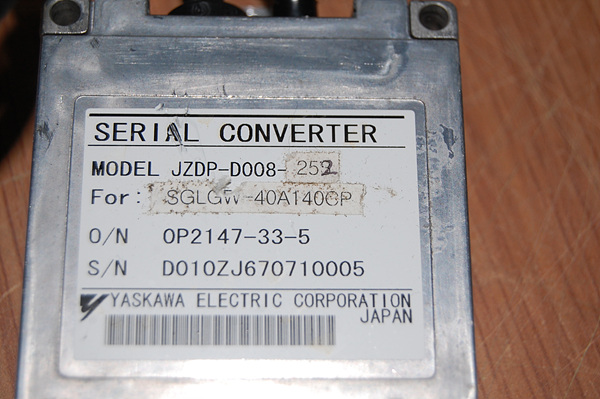 SERIAL CONVERTER
MODEL JZDP-D008-252
For: SGLGW-40A140CP
O/N 0P2147-33-5
S/N D010ZJ670710005
YASKAWA ELECTRIC CORPORATION
JAPAN